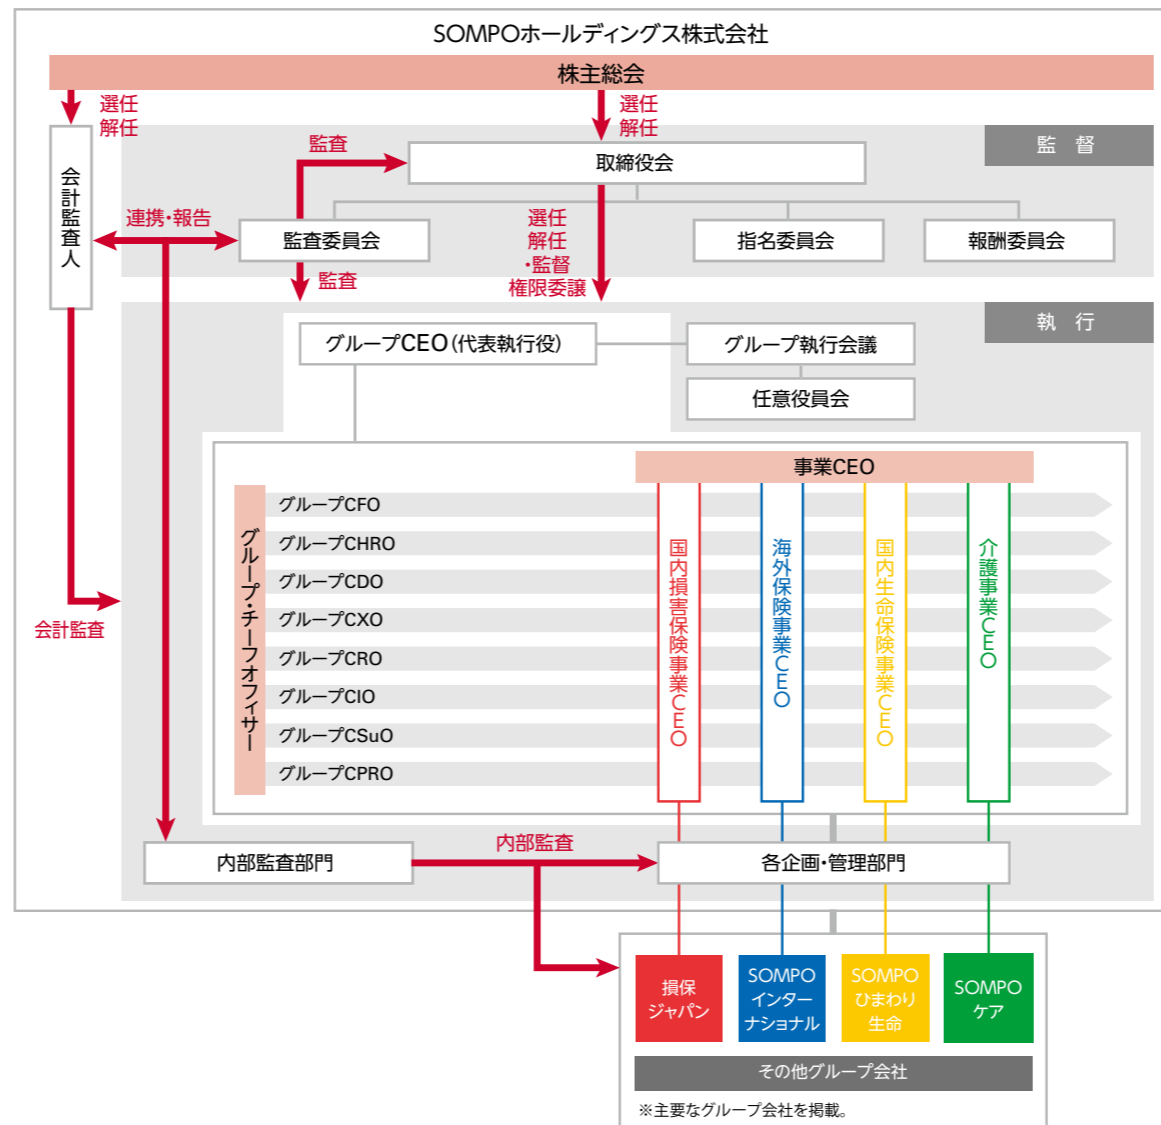 SOMPOホールディングス株式会社
株主総会
選任
解任
選任
解任
監督
会計監査人
監査
取締役会
連携・報告
監査委員会
選任
解任
・監督
権限委譲
指名委員会
報酬委員会
監査
執行
グループCEO(代表執行役)
グループ執行会議
任意役員会
事業CEO
グループ・チーフオフィサー
グループCFO
グループCHRO
グループCDO
グループCXO
グループCRO
グループCIO
グループCSuO
グループCPRO
国内損害保険事業CEO
海外保険事業CEO
国内生命保険事業CEO
介護事業CEO
会計監査
内部監査部門
内部監査
各企画・管理部門
損保
ジャパン
SOMPO
インター
ナショナル
SOMPO
ひまわり
生命
SOMPO
ケア
その他グループ会社
※主要なグループ会社を掲載。